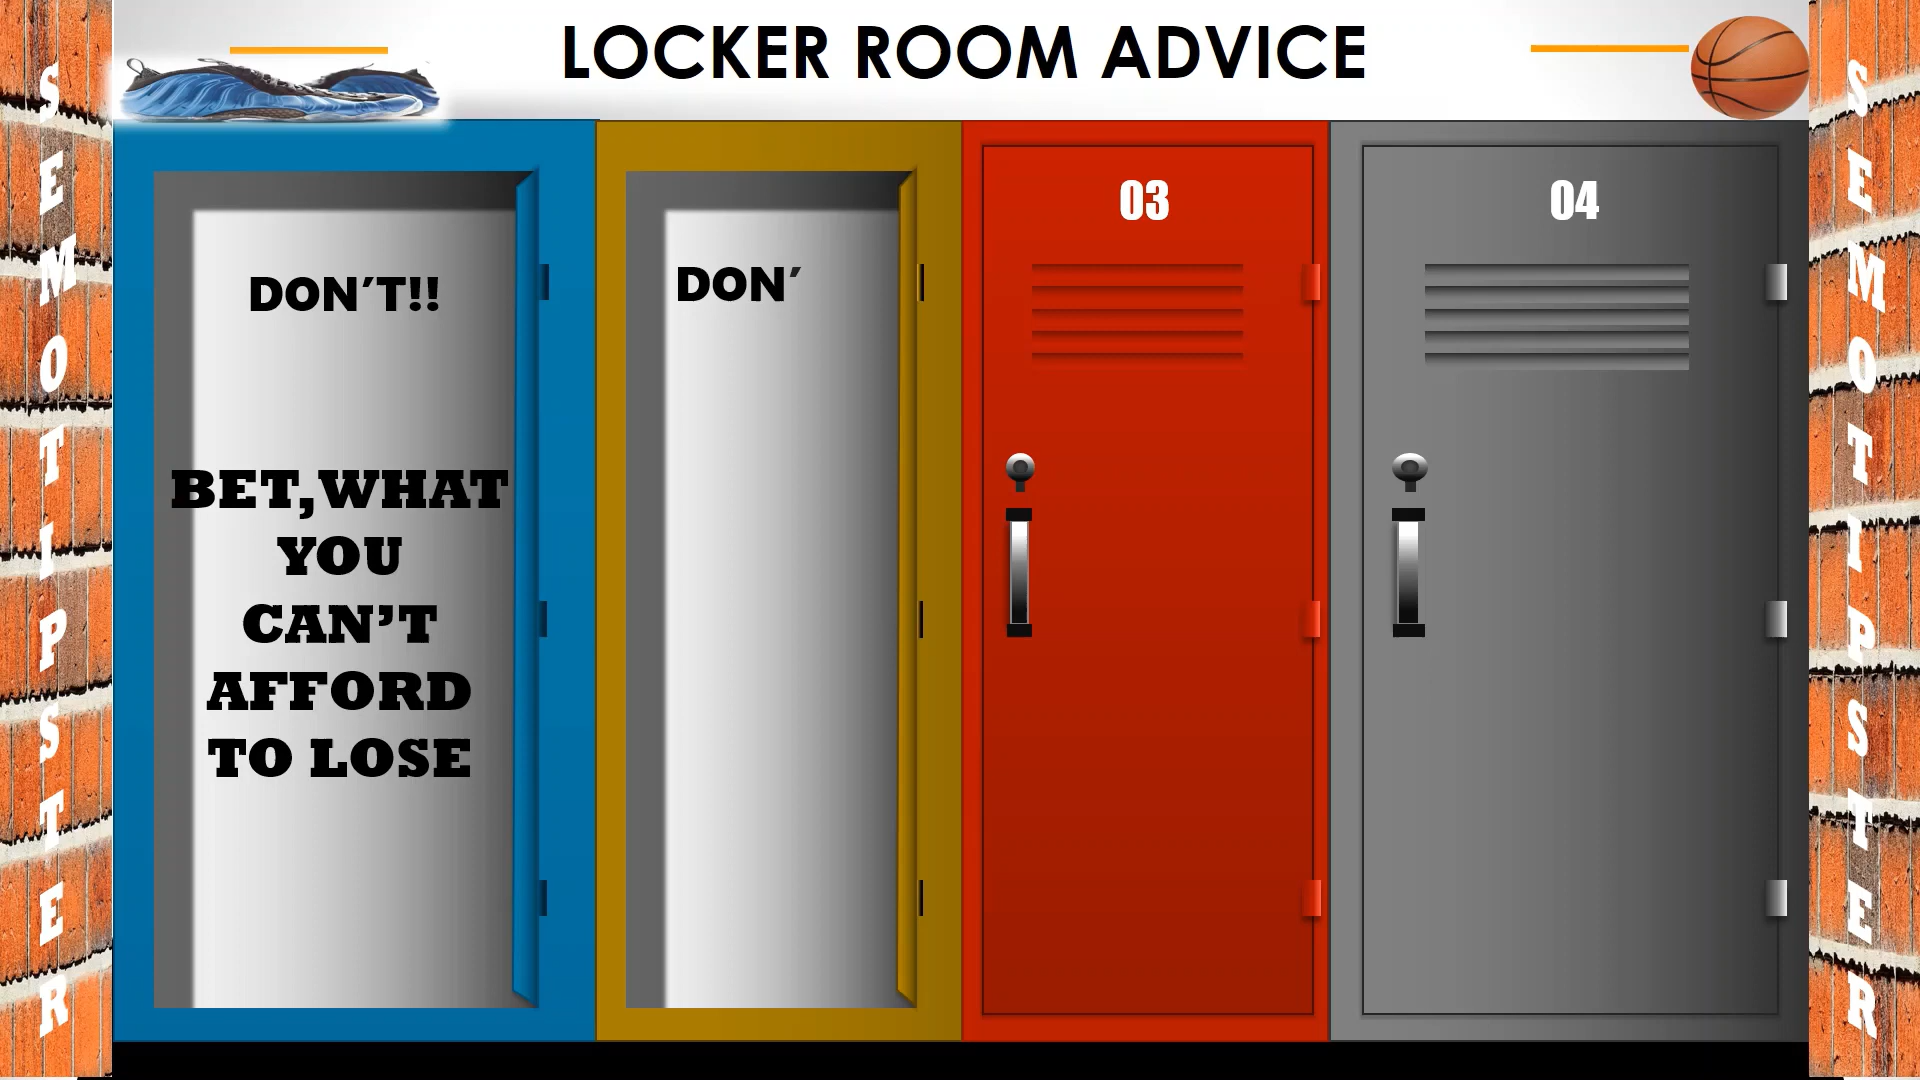 LOCKER ROOM ADVICE
SEMOTIPSTER
DON'T!!
BET,WHAT
YOU
CAN'T
AFFORD
TO LOSE
DON'
03
04
SEMOTIPSTER